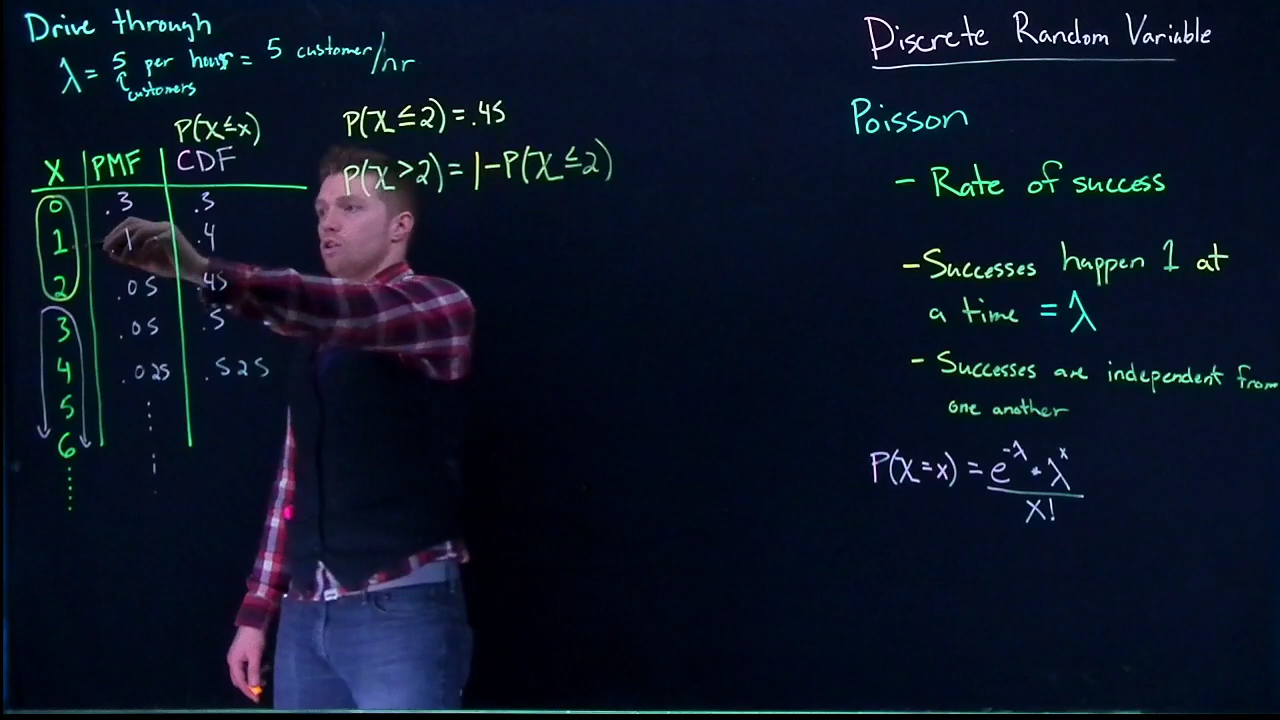 Drive through
λ = 5 per hour = 5 customer/hr
customers
P(X≤x)
X PMF CDF
0 .3 .3
1 .1 .4
2 .05 .45
3 .05 .5
4 .025 .525
5
6
P(X≤2) = .45
P(X>2) = 1-P(X≤2)
Discrete Random Variable
Poisson
- Rate of success
- Successes happen 1 at
a time = λ
- Successes are independent from
one another
P(X=x) = e^-λ · λ^x
x!